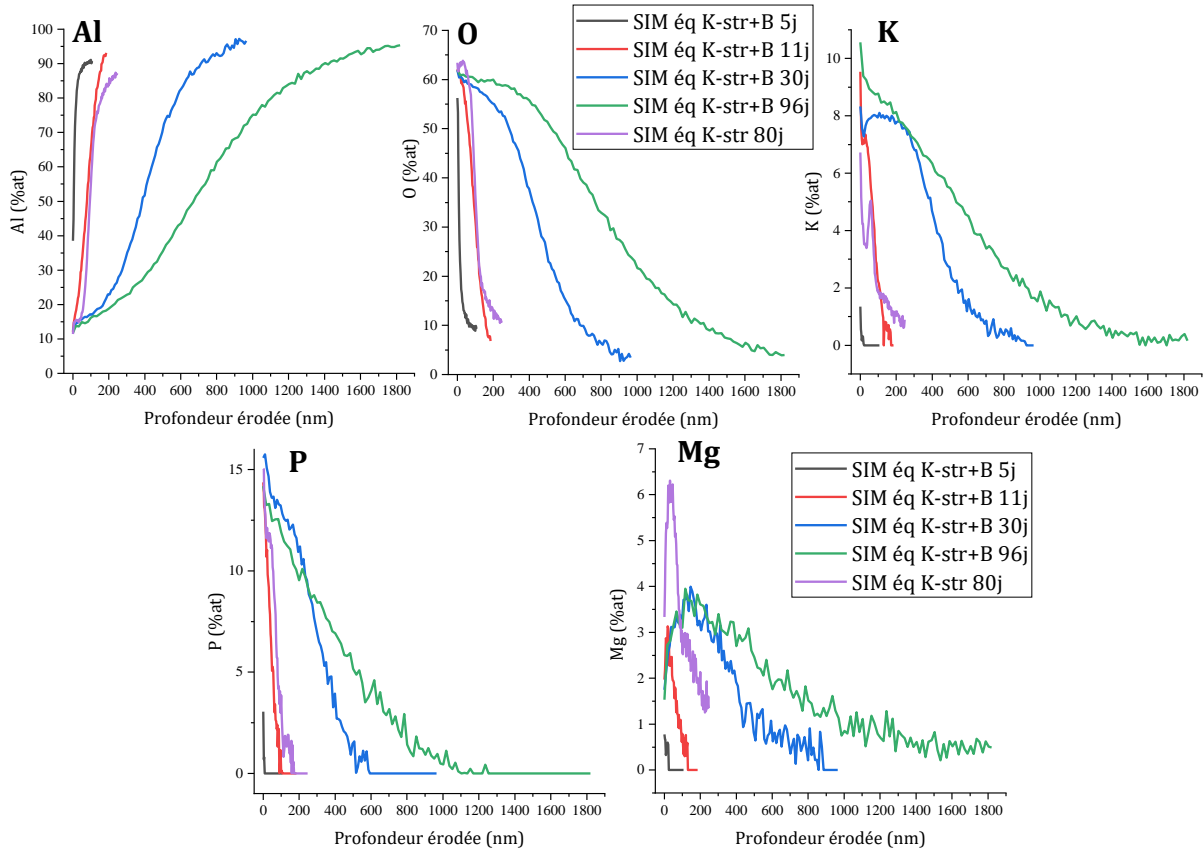 Al
Al (%at)
100
90
80
70
60
50
40
30
20
10
0
0 200 400 600 800 1000 1200 1400 1600 1800
Profondeur érodée (nm)
O
O (%at)
70
60
50
40
30
20
10
0
0 200 400 600 800 1000 1200 1400 1600 1800
Profondeur érodée (nm)
SIM éq K-str+B 5j
SIM éq K-str+B 11j
SIM éq K-str+B 30j
SIM éq K-str+B 96j
SIM éq K-str 80j
K
K (%at)
10
8
6
4
2
0
0 200 400 600 800 1000 1200 1400 1600 1800
Profondeur érodée (nm)
P
P (%at)
15
10
5
0
0 200 400 600 800 1000 1200 1400 1600 1800
Profondeur érodée (nm)
Mg
Mg (%at)
7
6
5
4
3
2
1
0
0 200 400 600 800 1000 1200 1400 1600 1800
Profondeur érodée (nm)
SIM éq K-str+B 5j
SIM éq K-str+B 11j
SIM éq K-str+B 30j
SIM éq K-str+B 96j
SIM éq K-str 80j